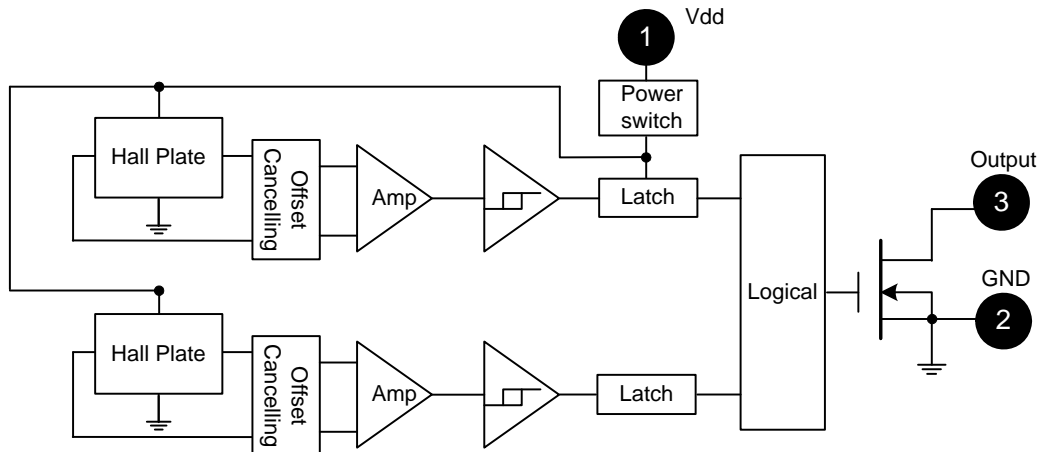 Vdd
1
Power
switch
Hall Plate
Offset
Cancelling
Amp
Latch
Output
3
GND
2
Logical
Hall Plate
Offset
Cancelling
Amp
Latch